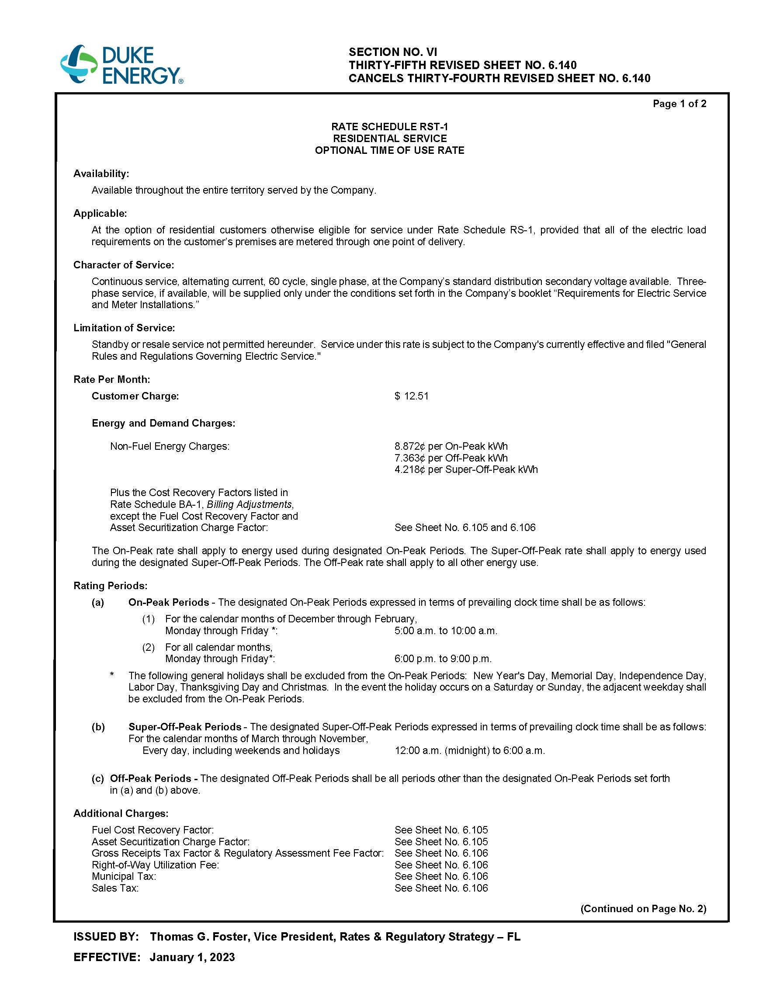 DUKE
ENERGY®
SECTION NO. VI
THIRTY-FIFTH REVISED SHEET NO. 6.140
CANCELS THIRTY-FOURTH REVISED SHEET NO. 6.140
Page 1 of 2
RATE SCHEDULE RST-1
RESIDENTIAL SERVICE
OPTIONAL TIME OF USE RATE
Availability:
Available throughout the entire territory served by the Company.
Applicable:
At the option of residential customers otherwise eligible for service under Rate Schedule RS-1, provided that all of the electric load
requirements on the customer’s premises are metered through one point of delivery.
Character of Service:
Continuous service, alternating current, 60 cycle, single phase, at the Company’s standard distribution secondary voltage available. Three-
phase service, if available, will be supplied only under the conditions set forth in the Company’s booklet “Requirements for Electric Service
and Meter Installations.”
Limitation of Service:
Standby or resale service not permitted hereunder. Service under this rate is subject to the Company's currently effective and filed "General
Rules and Regulations Governing Electric Service."
Rate Per Month:
Customer Charge: $ 12.51
Energy and Demand Charges:
Non-Fuel Energy Charges: 8.872¢ per On-Peak kWh
7.363¢ per Off-Peak kWh
4.218¢ per Super-Off-Peak kWh
Plus the Cost Recovery Factors listed in
Rate Schedule BA-1, Billing Adjustments,
except the Fuel Cost Recovery Factor and
Asset Securitization Charge Factor: See Sheet No. 6.105 and 6.106
The On-Peak rate shall apply to energy used during designated On-Peak Periods. The Super-Off-Peak rate shall apply to energy used
during the designated Super-Off-Peak Periods. The Off-Peak rate shall apply to all other energy use.
Rating Periods:
(a) On-Peak Periods - The designated On-Peak Periods expressed in terms of prevailing clock time shall be as follows:
(1) For the calendar months of December through February,
Monday through Friday *: 5:00 a.m. to 10:00 a.m.
(2) For all calendar months,
Monday through Friday*: 6:00 p.m. to 9:00 p.m.
* The following general holidays shall be excluded from the On-Peak Periods: New Year's Day, Memorial Day, Independence Day,
Labor Day, Thanksgiving Day and Christmas. In the event the holiday occurs on a Saturday or Sunday, the adjacent weekday shall
be excluded from the On-Peak Periods.
(b) Super-Off-Peak Periods - The designated Super-Off-Peak Periods expressed in terms of prevailing clock time shall be as follows:
For the calendar months of March through November,
Every day, including weekends and holidays 12:00 a.m. (midnight) to 6:00 a.m.
(c) Off-Peak Periods - The designated Off-Peak Periods shall be all periods other than the designated On-Peak Periods set forth
in (a) and (b) above.
Additional Charges:
Fuel Cost Recovery Factor: See Sheet No. 6.105
Asset Securitization Charge Factor: See Sheet No. 6.105
Gross Receipts Tax Factor & Regulatory Assessment Fee Factor: See Sheet No. 6.106
Right-of-Way Utilization Fee: See Sheet No. 6.106
Municipal Tax: See Sheet No. 6.106
Sales Tax: See Sheet No. 6.106
(Continued on Page No. 2)
ISSUED BY: Thomas G. Foster, Vice President, Rates & Regulatory Strategy – FL
EFFECTIVE: January 1, 2023